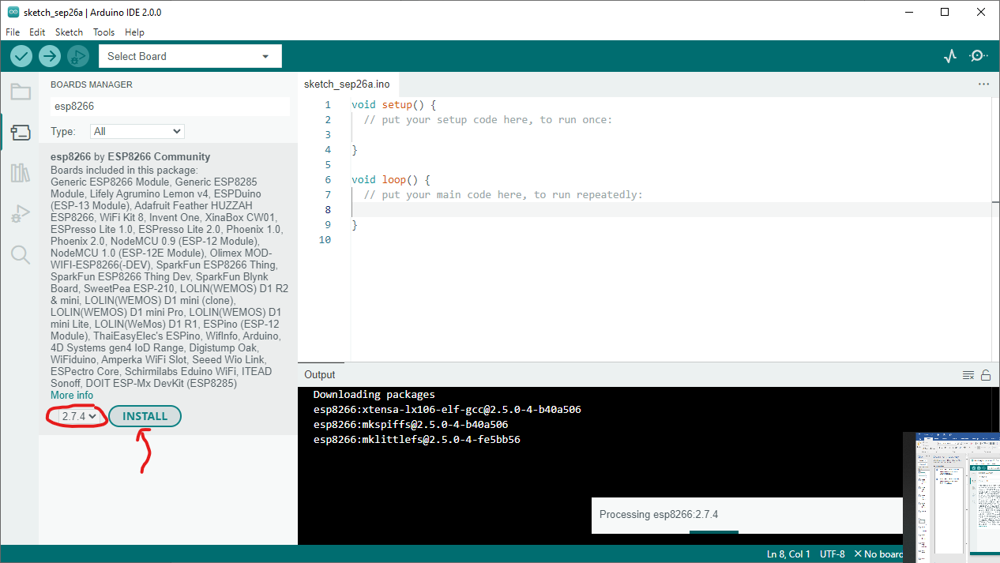 sketch_sep26a | Arduino IDE 2.0.0
File Edit Sketch Tools Help
Select Board
BOARDS MANAGER
esp8266
Type: All
esp8266 by ESP8266 Community
Boards included in this package:
Generic ESP8266 Module, Generic ESP8285
Module, Lifely Agrumino Lemon v4, ESPDuino
(ESP-13 Module), Adafruit Feather HUZZAH
ESP8266, WiFi Kit 8, Invent One, XinaBox CW01,
ESPresso Lite 1.0, ESPresso Lite 2.0, Phoenix 1.0,
Phoenix 2.0, NodeMCU 0.9 (ESP-12 Module),
NodeMCU 1.0 (ESP-12E Module), Olimex MOD-
WIFI-ESP8266(-DEV), SparkFun ESP8266 Thing,
SparkFun ESP8266 Thing Dev, SparkFun Blynk
Board, SweetPea ESP-210, LOLIN(WEMOS) D1 R2
& mini, LOLIN(WEMOS) D1 mini (clone),
LOLIN(WEMOS) D1 mini Pro, LOLIN(WEMOS) D1
mini Lite, LOLIN(WeMos) D1 R1, ESPino (ESP-12
Module), ThaiEasyElec's ESPino, WifInfo, Arduino,
4D Systems gen4 IoD Range, Digistump Oak,
WiFiduino, Amperka WiFi Slot, Seeed Wio Link,
ESPectro Core, Schirmilabs Eduino WiFi, ITEAD
Sonoff, DOIT ESP-Mx DevKit (ESP8285)
More info
2.7.4 INSTALL
sketch_sep26a.ino
1 void setup() {
2 // put your setup code here, to run once:
3
4 }
5
6 void loop() {
7 // put your main code here, to run repeatedly:
8
9 }
10
Output
Downloading packages
esp8266:xtensa-lx106-elf-gcc@2.5.0-4-b40a506
esp8266:mkspiffs@2.5.0-4-b40a506
esp8266:mklittlefs@2.5.0-4-fe5bb56
Processing esp8266:2.7.4
Ln 8, Col 1 UTF-8 No board